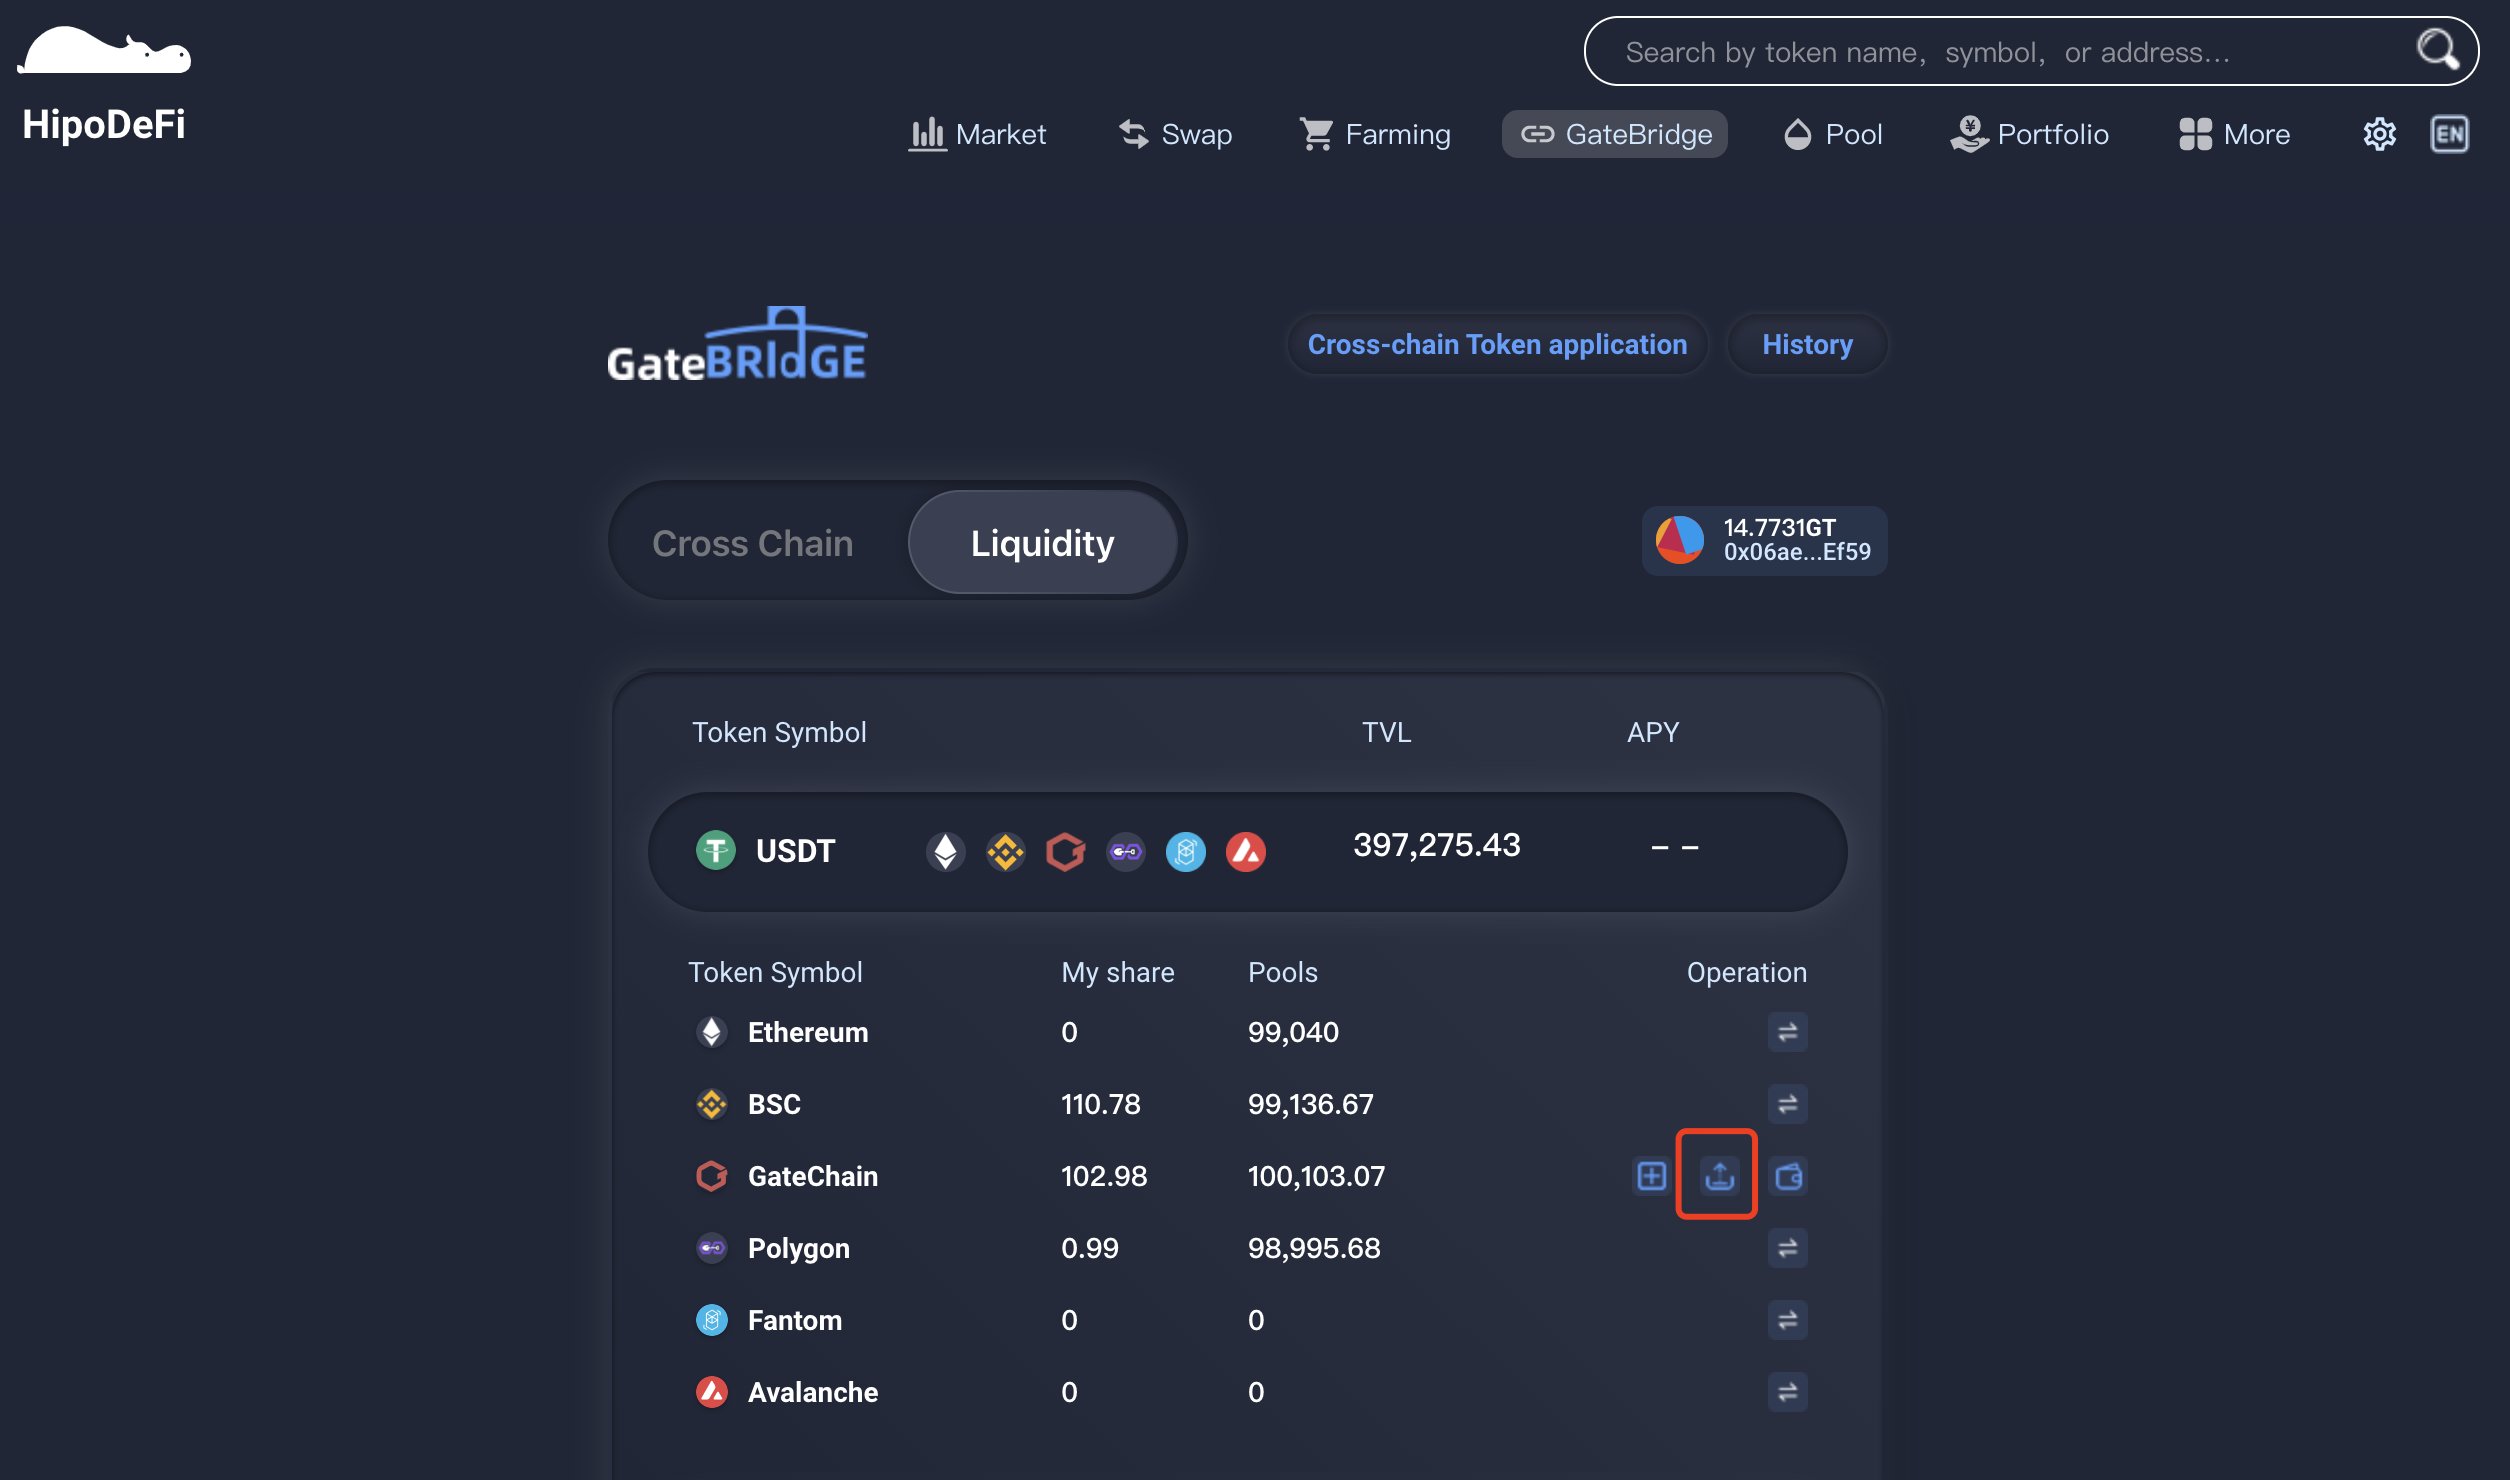 Search by token name, symbol, or address...
HipoDeFi
Market Swap Farming GateBridge Pool Portfolio More EN
GateBRIdGE
Cross-chain Token application History
Cross Chain Liquidity
14.7731GT
0x06ae...Ef59
Token Symbol TVL APY
USDT 397,275.43 – –
Token Symbol My share Pools Operation
Ethereum 0 99,040
BSC 110.78 99,136.67
GateChain 102.98 100,103.07
Polygon 0.99 98,995.68
Fantom 0 0
Avalanche 0 0